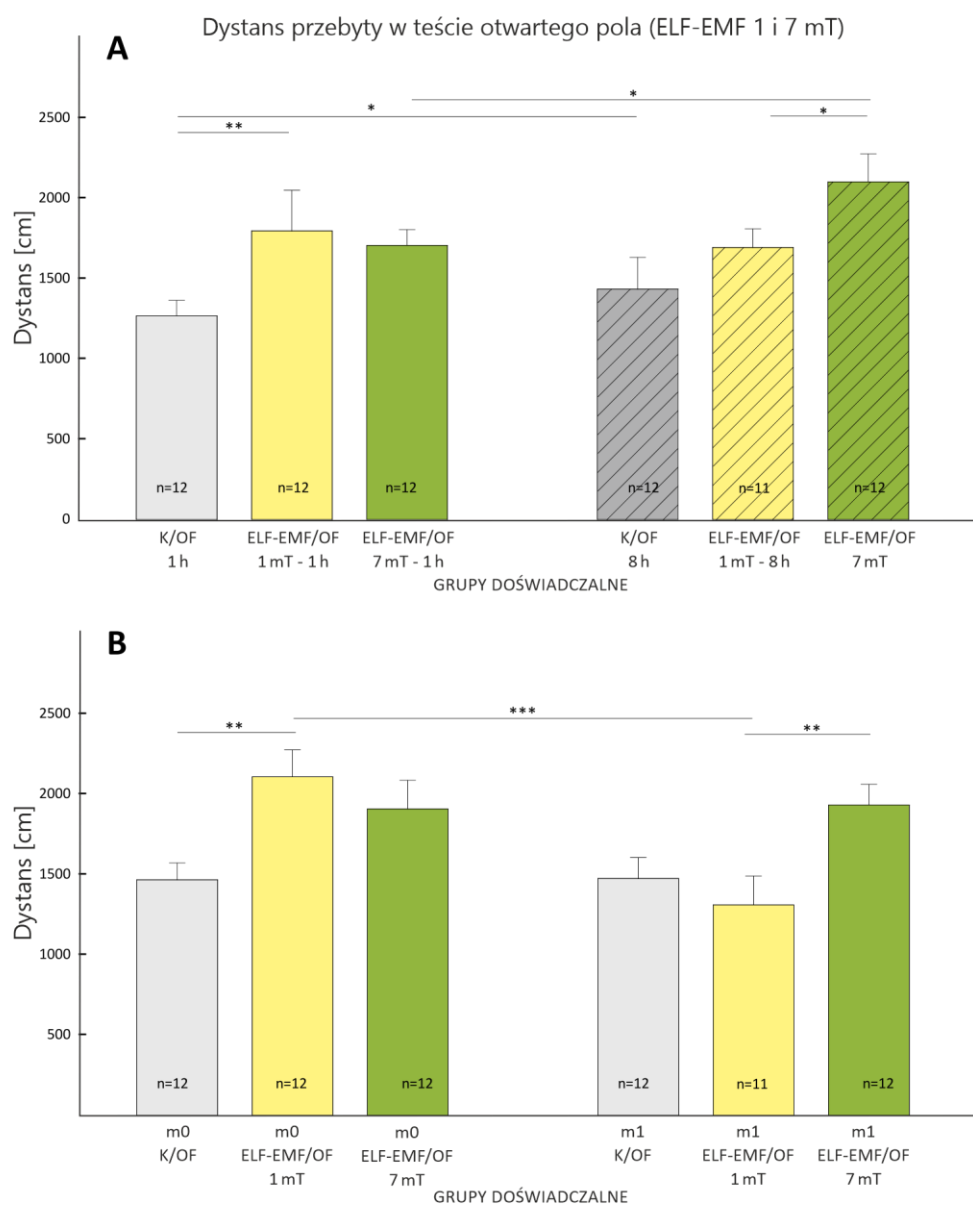 Dystans przebyty w teście otwartego pola (ELF-EMF 1 i 7 mT)
A
Dystans [cm]
2500
2000
1500
1000
500
0
*
*
**
*
n=12
n=12
n=12
n=12
n=11
n=12
K/OF ELF-EMF/OF ELF-EMF/OF K/OF ELF-EMF/OF ELF-EMF/OF
1 h 1 mT - 1 h 7 mT - 1 h 8 h 1 mT - 8 h 7 mT
GRUPY DOŚWIADCZALNE
B
Dystans [cm]
2500
2000
1500
1000
500
***
**
**
n=12
n=12
n=12
n=12
n=11
n=12
m0 m0 m0 m1 m1 m1
K/OF ELF-EMF/OF ELF-EMF/OF K/OF ELF-EMF/OF ELF-EMF/OF
1 mT 7 mT 1 mT 7 mT
GRUPY DOŚWIADCZALNE